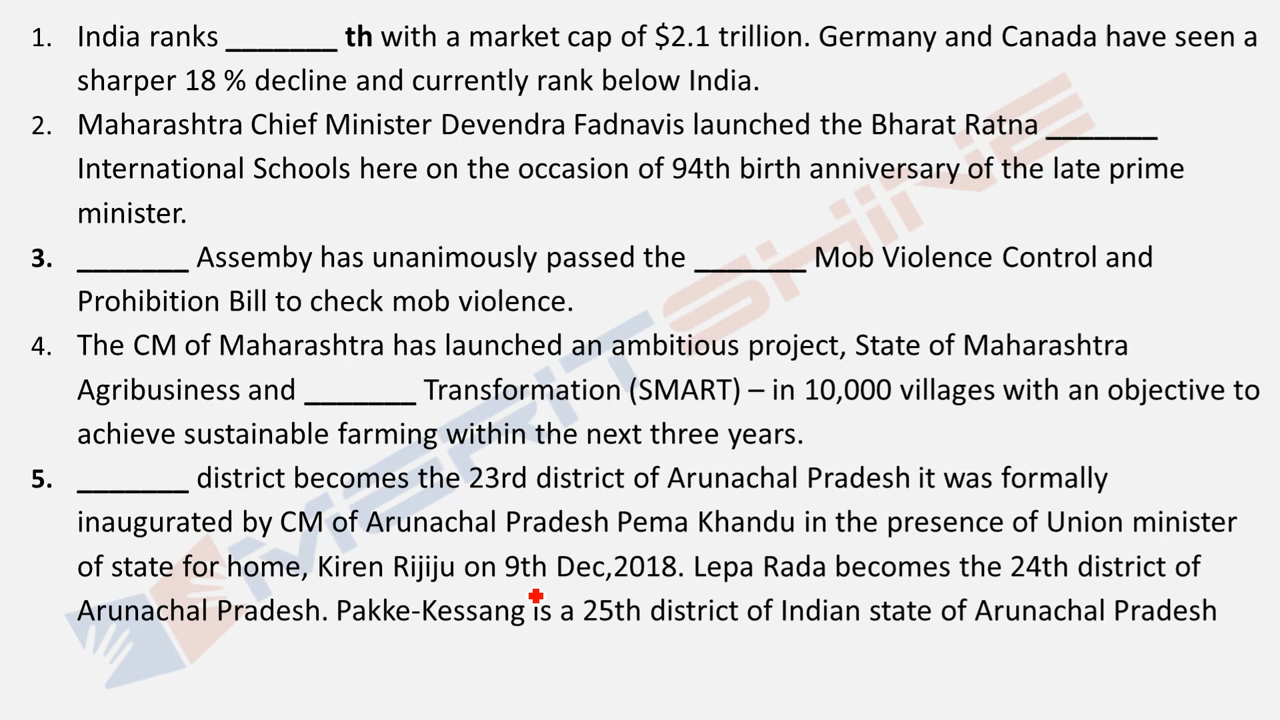 1. India ranks _______ th with a market cap of $2.1 trillion. Germany and Canada have seen a
sharper 18 % decline and currently rank below India.
2. Maharashtra Chief Minister Devendra Fadnavis launched the Bharat Ratna _______
International Schools here on the occasion of 94th birth anniversary of the late prime
minister.
3. _______ Assemby has unanimously passed the _______ Mob Violence Control and
Prohibition Bill to check mob violence.
4. The CM of Maharashtra has launched an ambitious project, State of Maharashtra
Agribusiness and _______ Transformation (SMART) – in 10,000 villages with an objective to
achieve sustainable farming within the next three years.
5. _______ district becomes the 23rd district of Arunachal Pradesh it was formally
inaugurated by CM of Arunachal Pradesh Pema Khandu in the presence of Union minister
of state for home, Kiren Rijiju on 9th Dec,2018. Lepa Rada becomes the 24th district of
Arunachal Pradesh. Pakke-Kessang is a 25th district of Indian state of Arunachal Pradesh
MERITSHINE